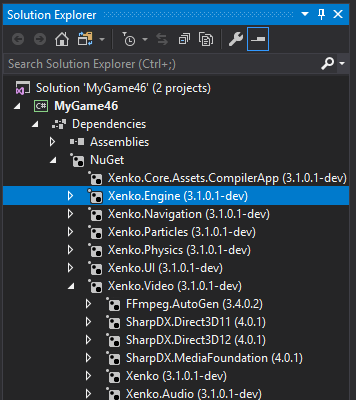 Solution Explorer
Search Solution Explorer (Ctrl+;)
Solution 'MyGame46' (2 projects)
C# MyGame46
Dependencies
Assemblies
NuGet
Xenko.Core.Assets.CompilerApp (3.1.0.1-dev)
Xenko.Engine (3.1.0.1-dev)
Xenko.Navigation (3.1.0.1-dev)
Xenko.Particles (3.1.0.1-dev)
Xenko.Physics (3.1.0.1-dev)
Xenko.UI (3.1.0.1-dev)
Xenko.Video (3.1.0.1-dev)
FFmpeg.AutoGen (3.4.0.2)
SharpDX.Direct3D11 (4.0.1)
SharpDX.Direct3D12 (4.0.1)
SharpDX.MediaFoundation (4.0.1)
Xenko (3.1.0.1-dev)
Xenko.Audio (3.1.0.1-dev)